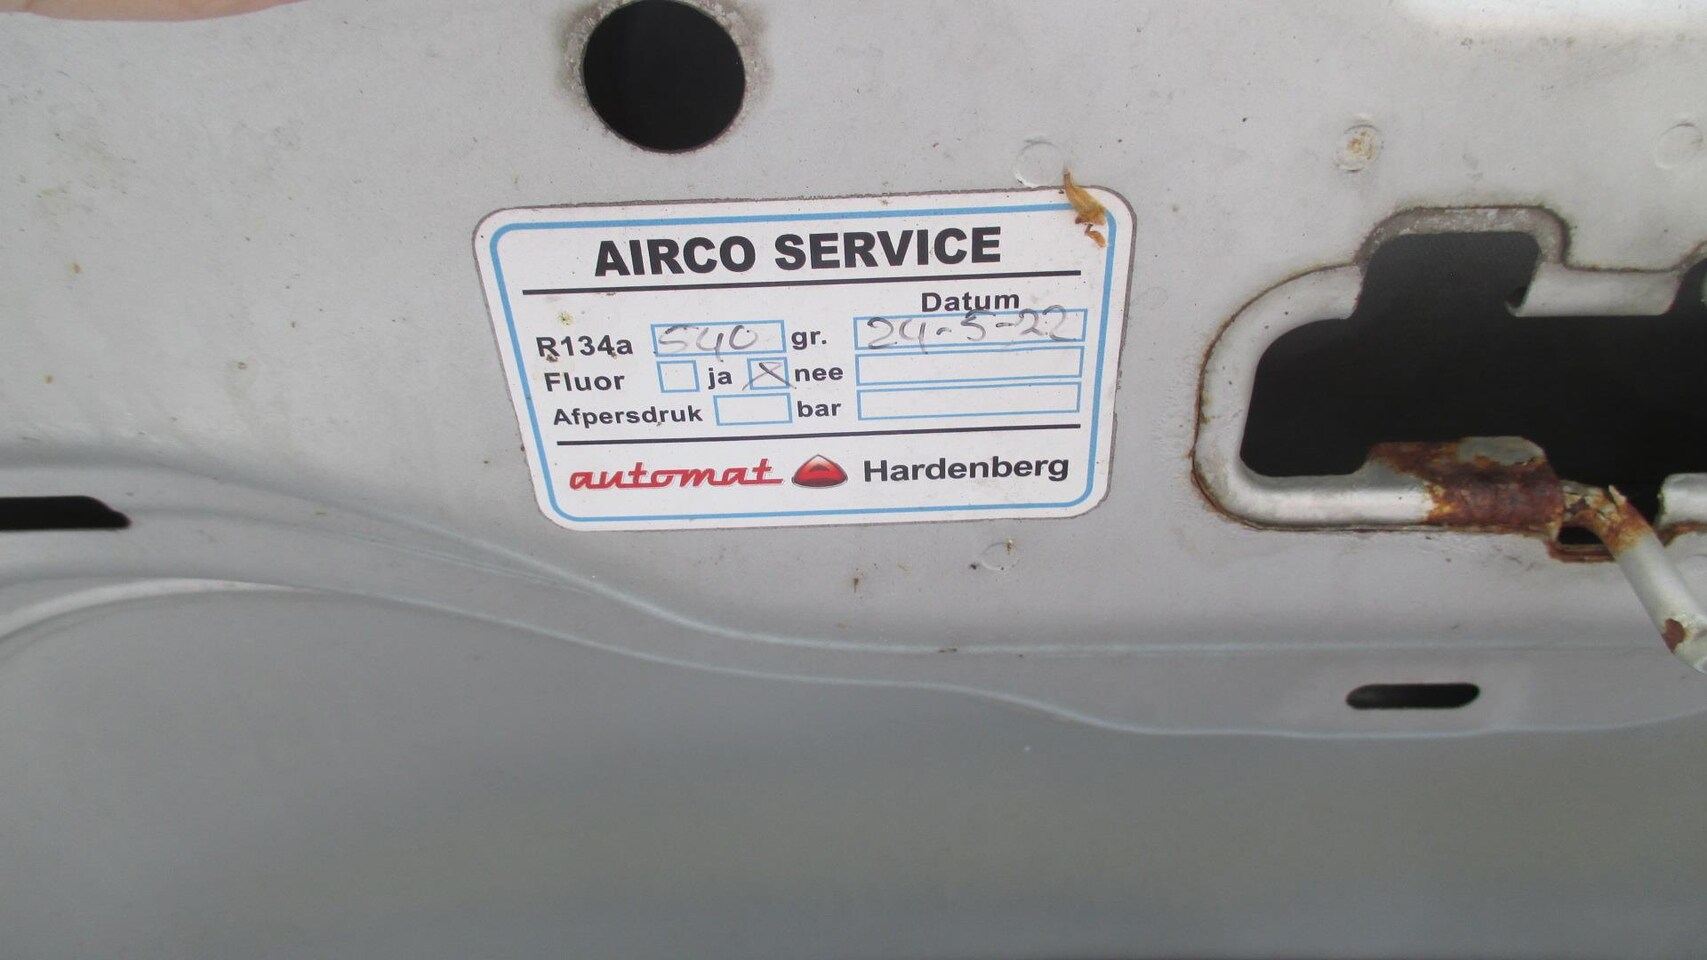 AIRCO SERVICE
Datum
R134a 540 gr. 24-5-22
Fluor ja X nee
Afpersdruk bar
automat Hardenberg